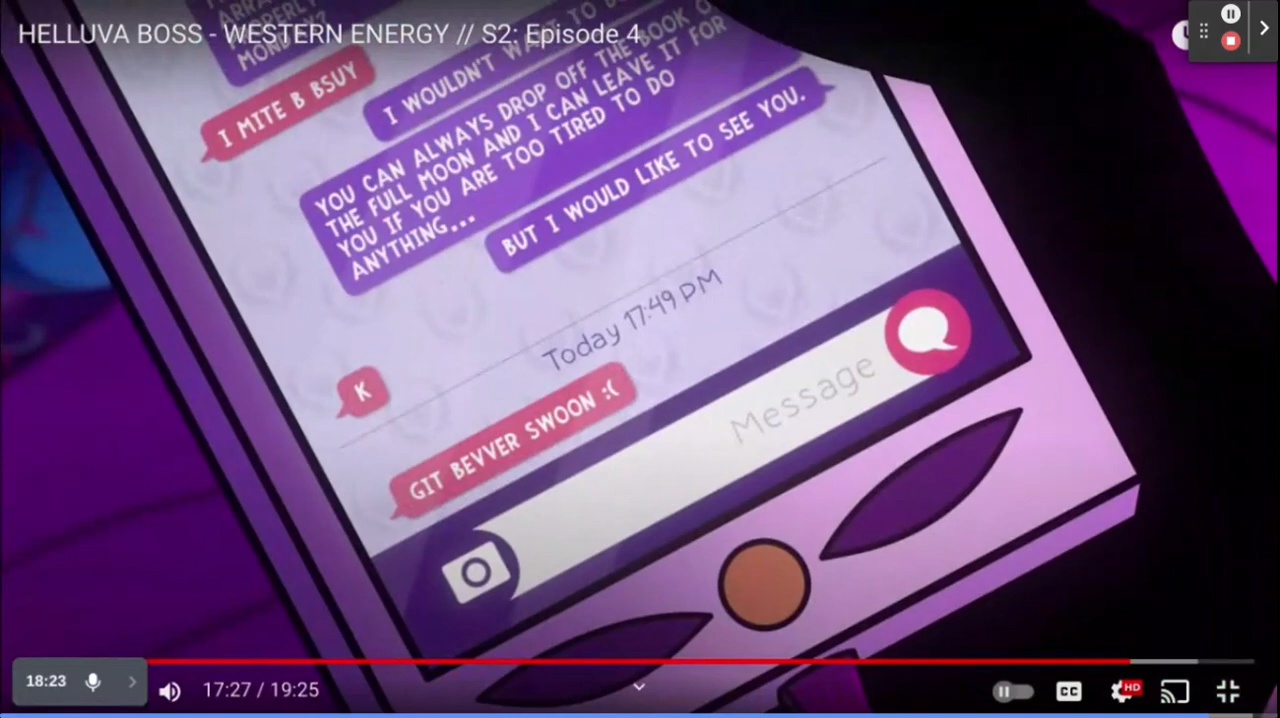 HELLUVA BOSS - WESTERN ENERGY // S2: Episode 4
I MITE B BSUY
I WOULDN'T WANT TO
YOU CAN ALWAYS DROP OFF THE BOOK
THE FULL MOON AND I CAN LEAVE IT FOR
YOU IF YOU ARE TOO TIRED TO DO
ANYTHING...
BUT I WOULD LIKE TO SEE YOU.
K
Today 17:49 PM
GIT BEVVER SWOON :(
Message
18:23
17:27 / 19:25
CC
HD